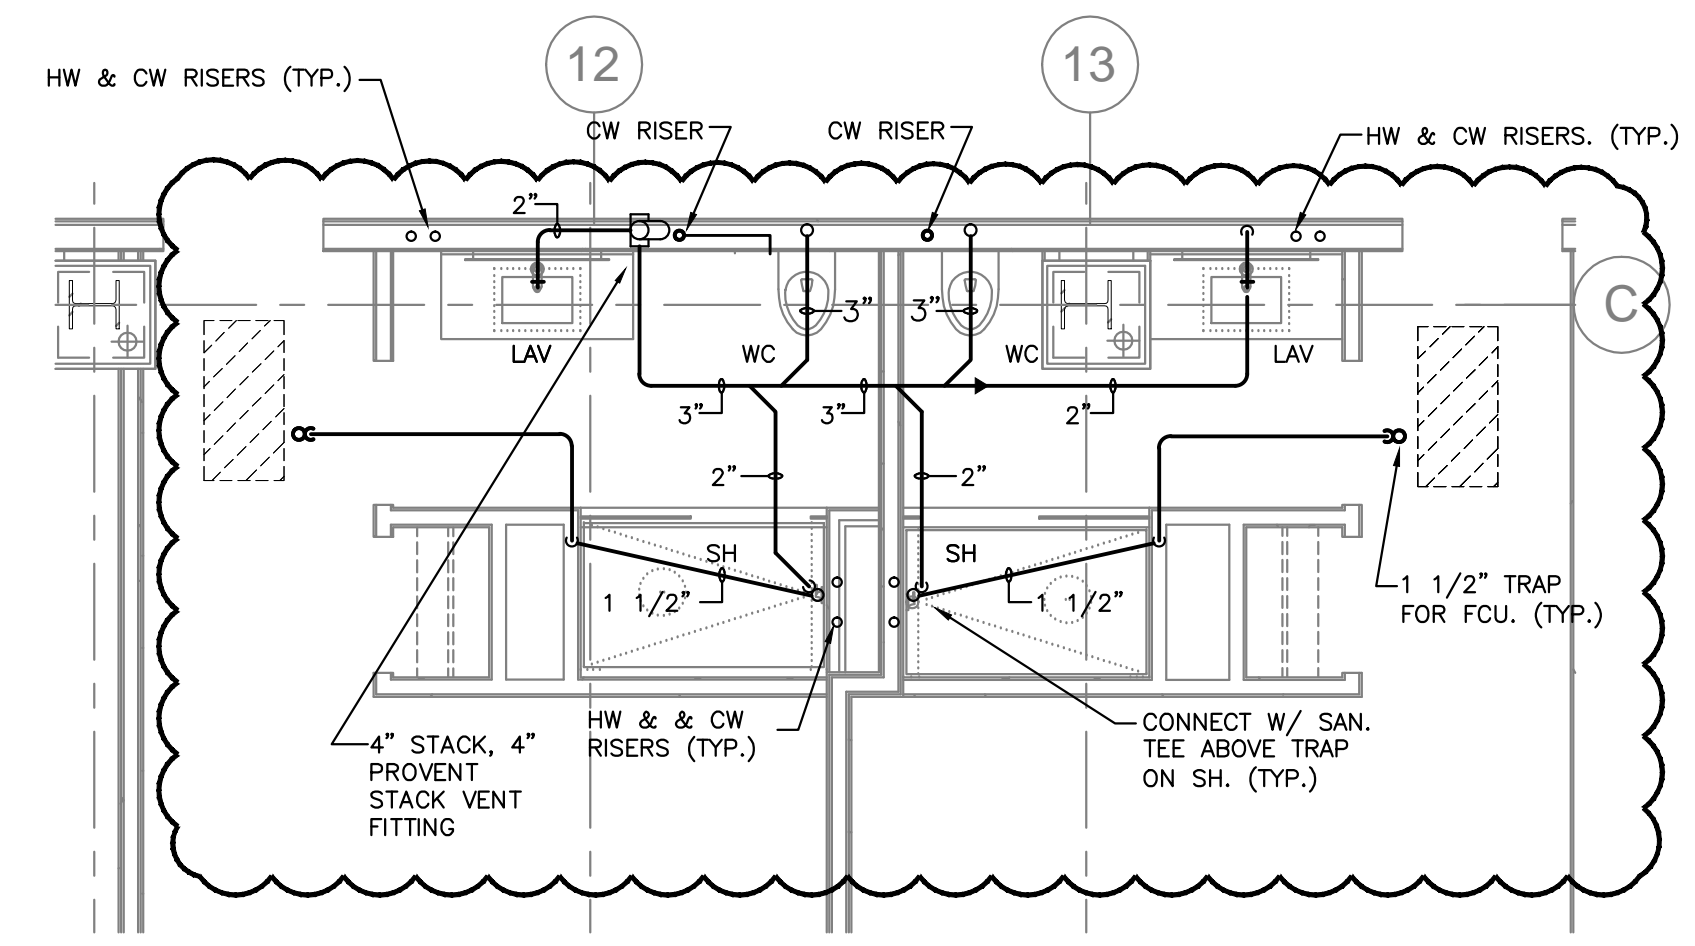 12
13
HW & CW RISERS (TYP.)
CW RISER
CW RISER
HW & CW RISERS. (TYP.)
2"
3"
3"
C
LAV
WC
WC
LAV
3"
3"
2"
2"
2"
SH
SH
1 1/2"
1 1/2"
1 1/2" TRAP
FOR FCU. (TYP.)
HW & & CW
RISERS (TYP.)
CONNECT W/ SAN.
TEE ABOVE TRAP
ON SH. (TYP.)
4" STACK, 4"
PROVENT
STACK VENT
FITTING